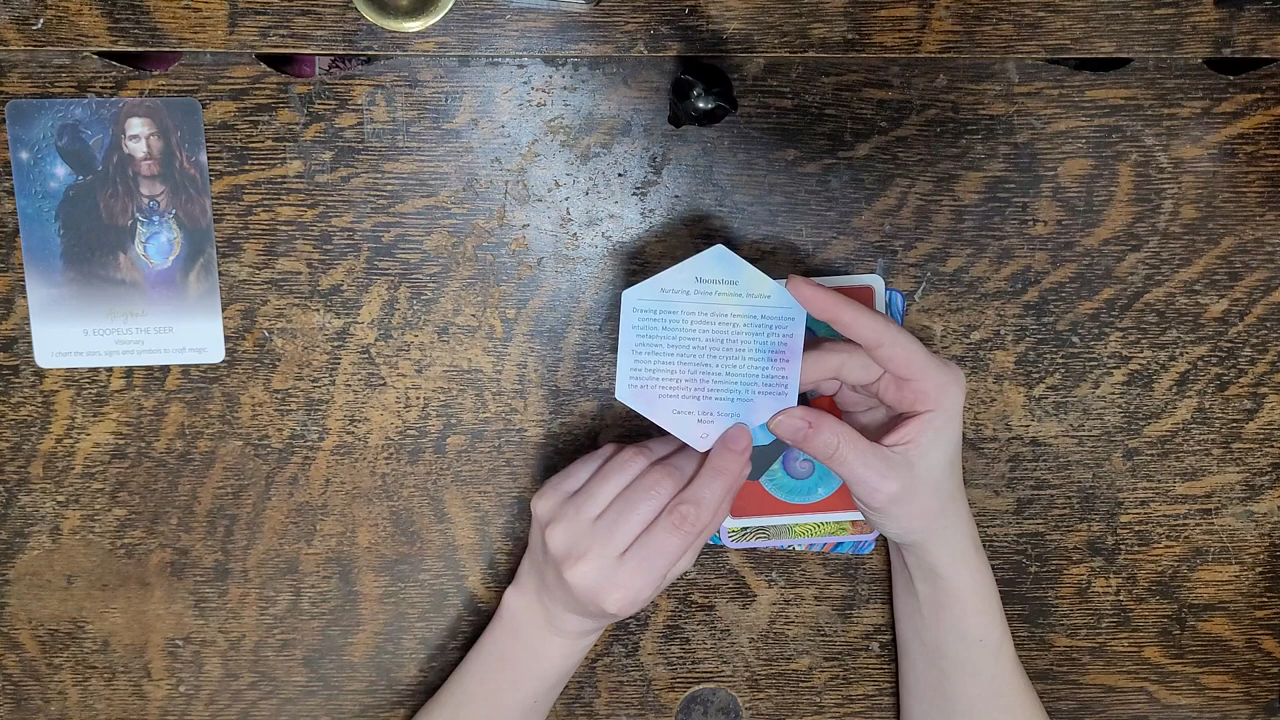 9. EQOPEUS THE SEER
Visionary
I chart the stars, signs and symbols to craft magic
Moonstone
Nurturing, Divine Feminine, Intuitive
Drawing power from the divine feminine, Moonstone
connects you to goddess energy, activating your
intuition. Moonstone can boost clairvoyant gifts and
metaphysical powers, asking that you trust in the
unknown, beyond what you can see in this realm.
The reflective nature of the crystal is much like the
moon phases themselves, a cycle of change from
new beginnings to full release. Moonstone balances
masculine energy with the feminine touch, teaching
the art of receptivity and serendipity. It is especially
potent during the waxing moon.
Cancer, Libra, Scorpio
Moon